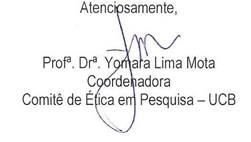 Atenciosamente,
Profª. Drª. Yomara Lima Mota
Coordenadora
Comitê de Ética em Pesquisa – UCB